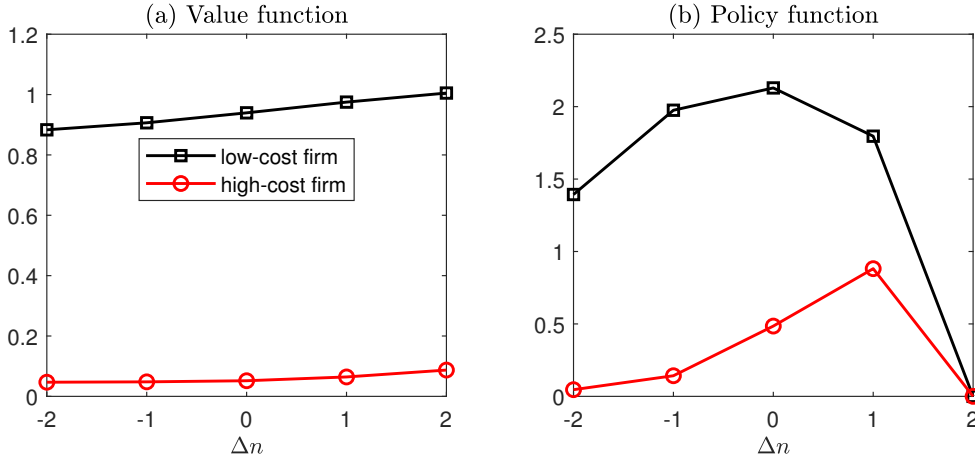 (a) Value function
1.2
1
0.8
0.6
0.4
0.2
0
-2 -1 0 1 2
Δn
low-cost firm
high-cost firm
(b) Policy function
2.5
2
1.5
1
0.5
0
-2 -1 0 1 2
Δn